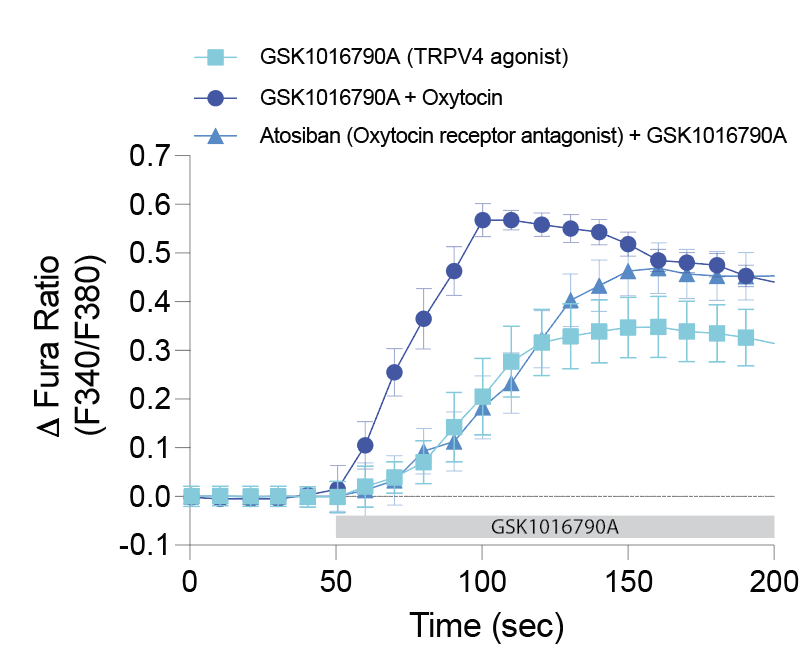 GSK1016790A (TRPV4 agonist)
GSK1016790A + Oxytocin
Atosiban (Oxytocin receptor antagonist) + GSK1016790A
0.7
0.6
0.5
0.4
0.3
0.2
0.1
0.0
-0.1
Δ Fura Ratio
(F340/F380)
GSK1016790A
0
50
100
150
200
Time (sec)